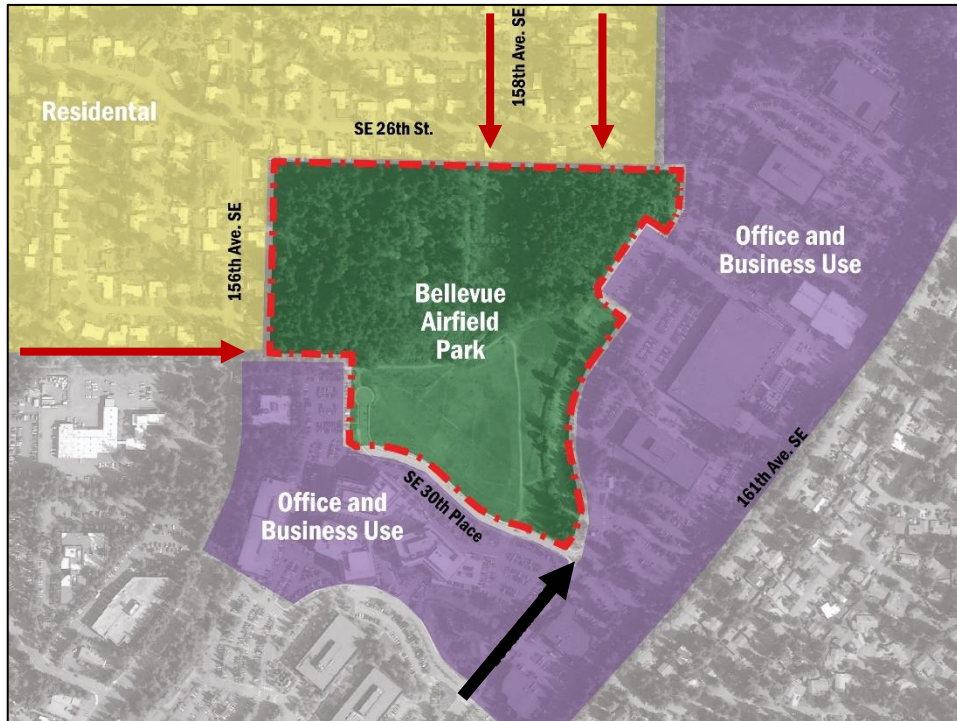 158th Ave. SE
Residental
SE 26th St.
156th Ave. SE
Office and
Business Use
Bellevue
Airfield
Park
161th Ave. SE
SE 30th Place
Office and
Business Use